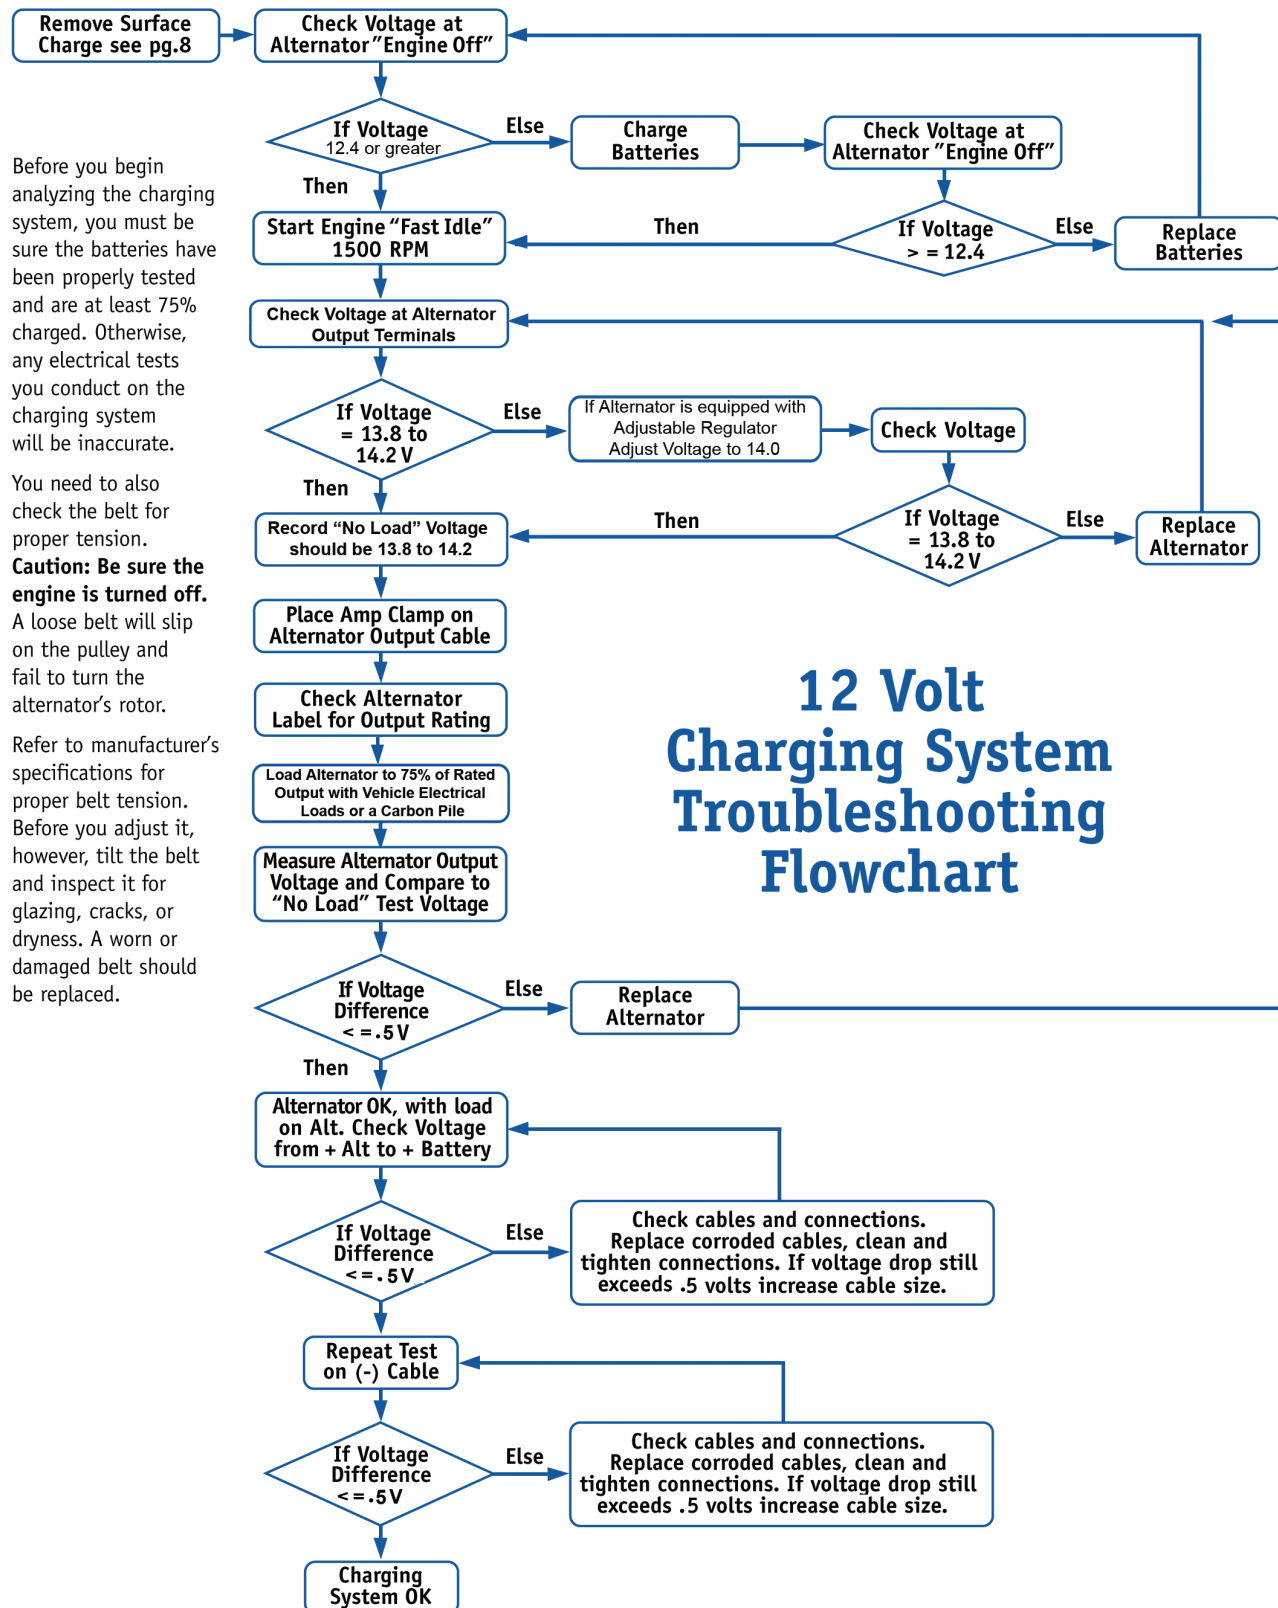 Remove Surface
Charge see pg.8
Check Voltage at
Alternator "Engine Off"
If Voltage
12.4 or greater
Else
Charge
Batteries
Check Voltage at
Alternator "Engine Off"
Then
Start Engine "Fast Idle"
1500 RPM
Then
If Voltage
> = 12.4
Else
Replace
Batteries
Check Voltage at Alternator
Output Terminals
If Voltage
= 13.8 to
14.2 V
Else
If Alternator is equipped with
Adjustable Regulator
Adjust Voltage to 14.0
Check Voltage
Then
Record "No Load" Voltage
should be 13.8 to 14.2
Then
If Voltage
= 13.8 to
14.2 V
Else
Replace
Alternator
Place Amp Clamp on
Alternator Output Cable
Check Alternator
Label for Output Rating
Load Alternator to 75% of Rated
Output with Vehicle Electrical
Loads or a Carbon Pile
Measure Alternator Output
Voltage and Compare to
"No Load" Test Voltage
If Voltage
Difference
< = .5 V
Else
Replace
Alternator
Then
Alternator OK, with load
on Alt. Check Voltage
from + Alt to + Battery
If Voltage
Difference
< = . 5 V
Else
Check cables and connections.
Replace corroded cables, clean and
tighten connections. If voltage drop still
exceeds .5 volts increase cable size.
Repeat Test
on (-) Cable
If Voltage
Difference
< = .5 V
Else
Check cables and connections.
Replace corroded cables, clean and
tighten connections. If voltage drop still
exceeds .5 volts increase cable size.
Charging
System OK
Before you begin
analyzing the charging
system, you must be
sure the batteries have
been properly tested
and are at least 75%
charged. Otherwise,
any electrical tests
you conduct on the
charging system
will be inaccurate.
You need to also
check the belt for
proper tension.
Caution: Be sure the
engine is turned off.
A loose belt will slip
on the pulley and
fail to turn the
alternator's rotor.
Refer to manufacturer's
specifications for
proper belt tension.
Before you adjust it,
however, tilt the belt
and inspect it for
glazing, cracks, or
dryness. A worn or
damaged belt should
be replaced.
12 Volt
Charging System
Troubleshooting
Flowchart